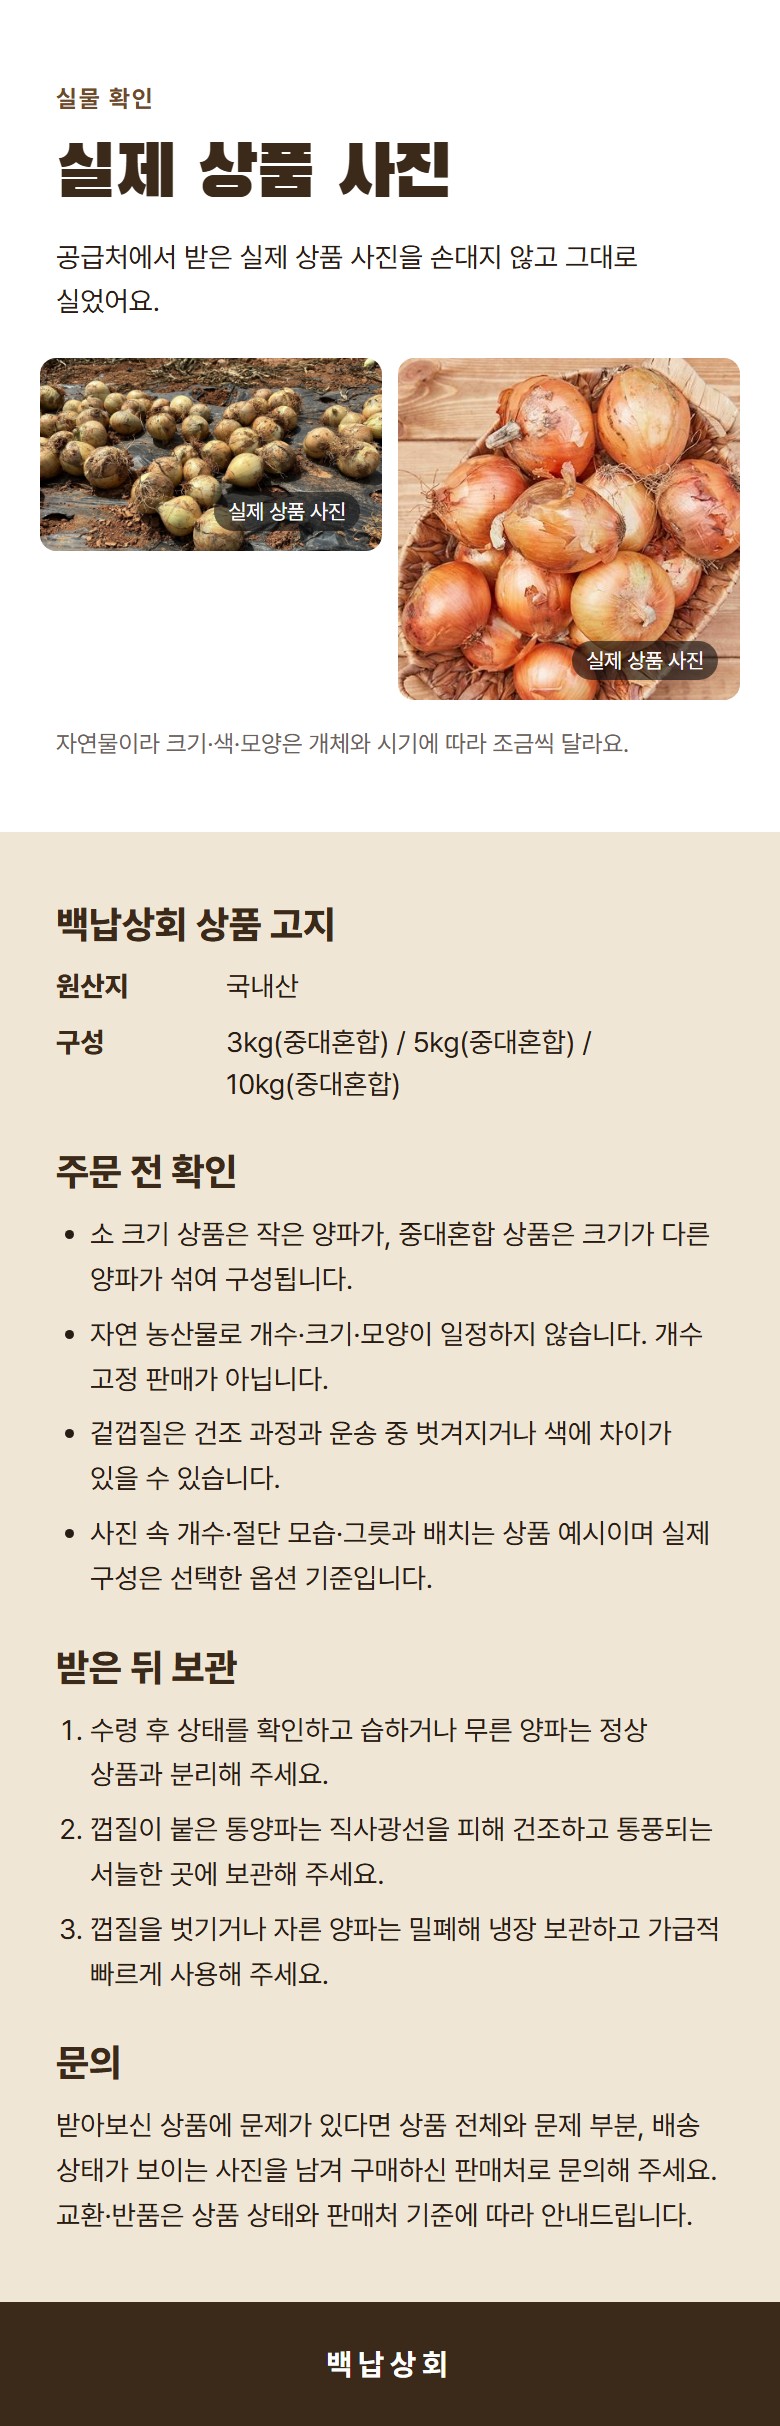 실물 확인
실제 상품 사진
공급처에서 받은 실제 상품 사진을 손대지 않고 그대로
실었어요.
실제 상품 사진
실제 상품 사진
자연물이라 크기·색·모양은 개체와 시기에 따라 조금씩 달라요.
백납상회 상품 고지
원산지 국내산
구성 3kg(중대혼합) / 5kg(중대혼합) /
10kg(중대혼합)
주문 전 확인
• 소 크기 상품은 작은 양파가, 중대혼합 상품은 크기가 다른
양파가 섞여 구성됩니다.
• 자연 농산물로 개수·크기·모양이 일정하지 않습니다. 개수
고정 판매가 아닙니다.
• 겉껍질은 건조 과정과 운송 중 벗겨지거나 색에 차이가
있을 수 있습니다.
• 사진 속 개수·절단 모습·그릇과 배치는 상품 예시이며 실제
구성은 선택한 옵션 기준입니다.
받은 뒤 보관
1. 수령 후 상태를 확인하고 습하거나 무른 양파는 정상
상품과 분리해 주세요.
2. 껍질이 붙은 통양파는 직사광선을 피해 건조하고 통풍되는
서늘한 곳에 보관해 주세요.
3. 껍질을 벗기거나 자른 양파는 밀폐해 냉장 보관하고 가급적
빠르게 사용해 주세요.
문의
받아보신 상품에 문제가 있다면 상품 전체와 문제 부분, 배송
상태가 보이는 사진을 남겨 구매하신 판매처로 문의해 주세요.
교환·반품은 상품 상태와 판매처 기준에 따라 안내드립니다.
백납상회